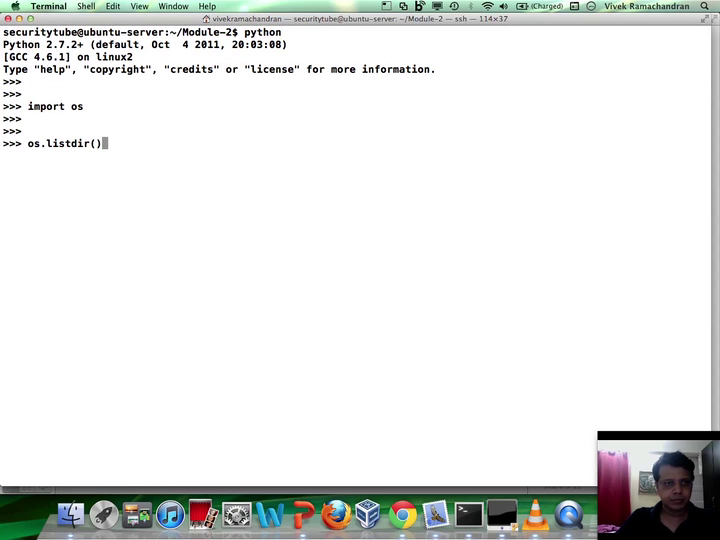 Terminal Shell Edit View Window Help (Charged) Vivek Ramachandran
vivekramachandran — securitytube@ubuntu-server: ~/Module-2 — ssh — 114×37
securitytube@ubuntu-server:~/Module-2$ python
Python 2.7.2+ (default, Oct  4 2011, 20:03:08)
[GCC 4.6.1] on linux2
Type "help", "copyright", "credits" or "license" for more information.
>>>
>>>
>>> import os
>>>
>>>
>>> os.listdir()